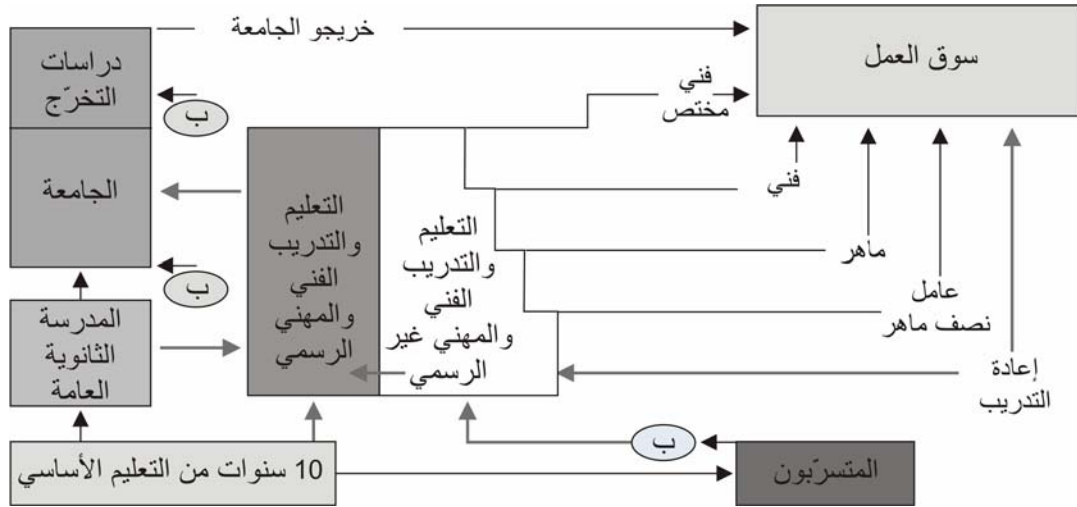 خريجو الجامعة
سوق العمل
دراسات
التخرّج
ب
فني
مختص
الجامعة
ب
التعليم
والتدريب
الفني
والمهني
الرسمي
التعليم
والتدريب
الفني
والمهني غير
الرسمي
فني
ماهر
عامل
نصف ماهر
إعادة
التدريب
المدرسة
الثانوية
العامة
10 سنوات من التعليم الأساسي
ب
المتسرّبون